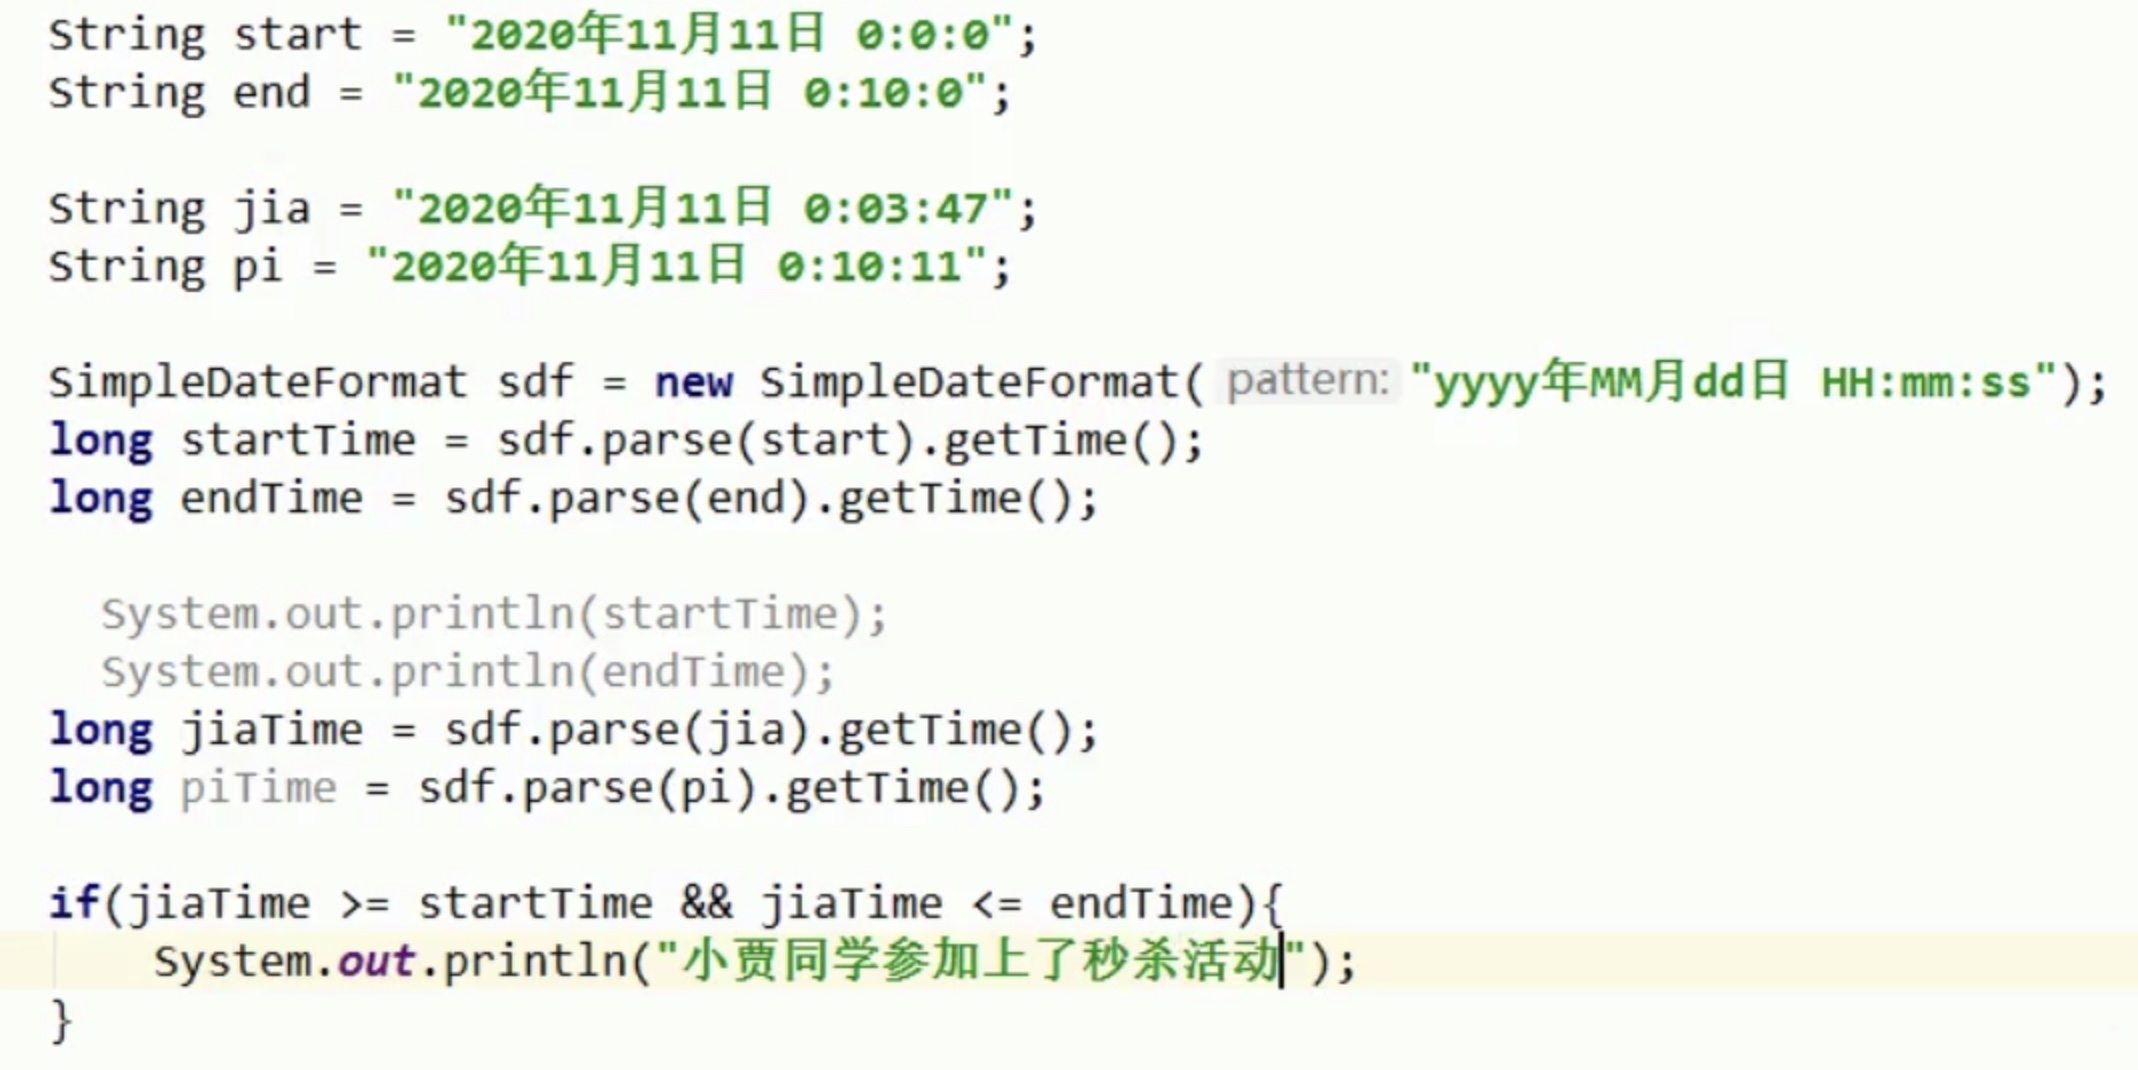 String start = "2020年11月11日 0:0:0";
String end = "2020年11月11日 0:10:0";
String jia = "2020年11月11日 0:03:47";
String pi = "2020年11月11日 0:10:11";
SimpleDateFormat sdf = new SimpleDateFormat( pattern: "yyyy年MM月dd日 HH:mm:ss");
long startTime = sdf.parse(start).getTime();
long endTime = sdf.parse(end).getTime();
System.out.println(startTime);
System.out.println(endTime);
long jiaTime = sdf.parse(jia).getTime();
long piTime = sdf.parse(pi).getTime();
if(jiaTime >= startTime && jiaTime <= endTime){
System.out.println("小贾同学参加上了秒杀活动");
}